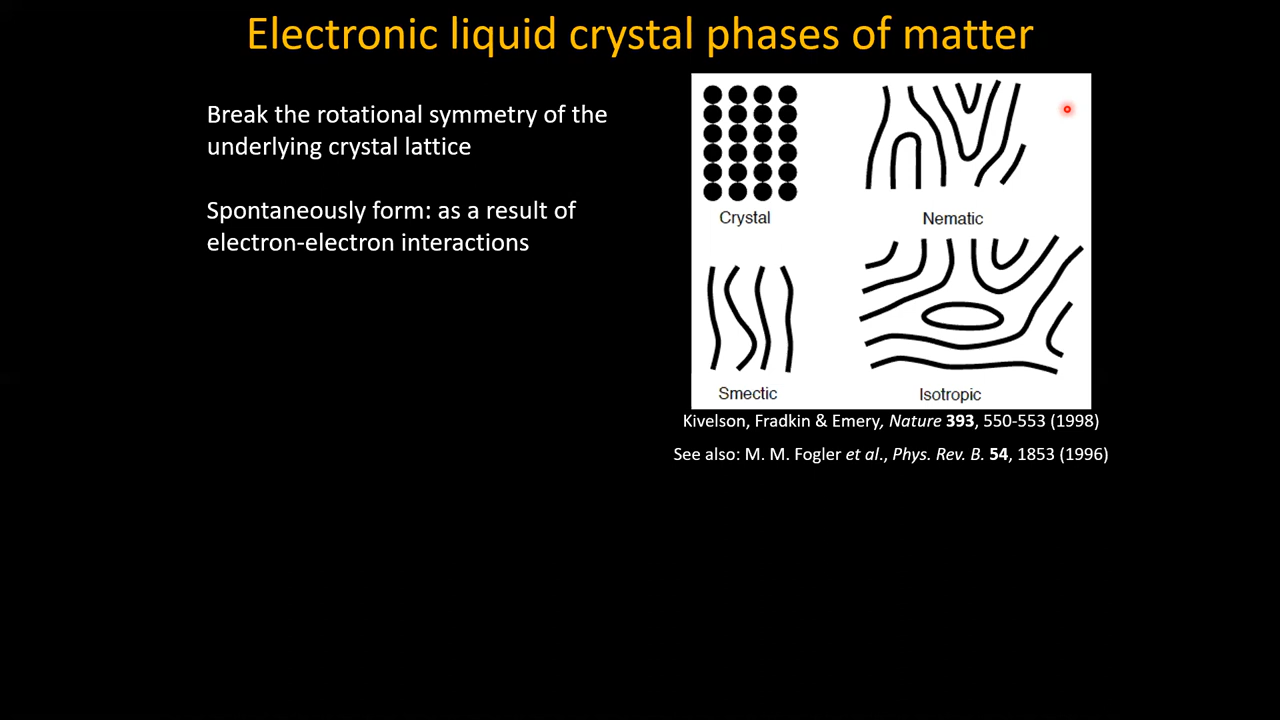 Electronic liquid crystal phases of matter
Break the rotational symmetry of the
underlying crystal lattice
Spontaneously form: as a result of
electron-electron interactions
Crystal
Nematic
Smectic
Isotropic
Kivelson, Fradkin & Emery, Nature 393, 550-553 (1998)
See also: M. M. Fogler et al., Phys. Rev. B. 54, 1853 (1996)